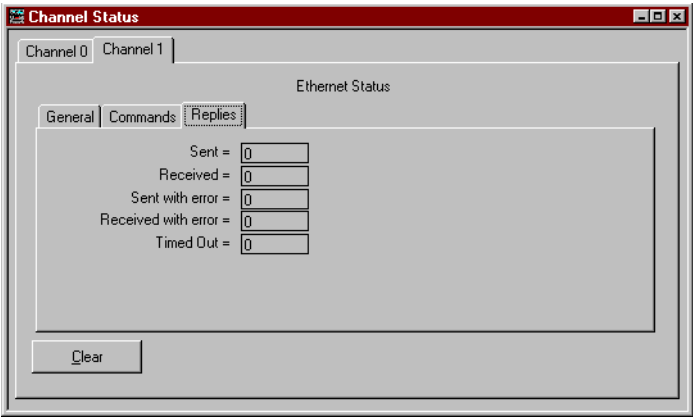 Channel Status
Channel 0 Channel 1
Ethernet Status
General Commands Replies
Sent = 0
Received = 0
Sent with error = 0
Received with error = 0
Timed Out = 0
Clear